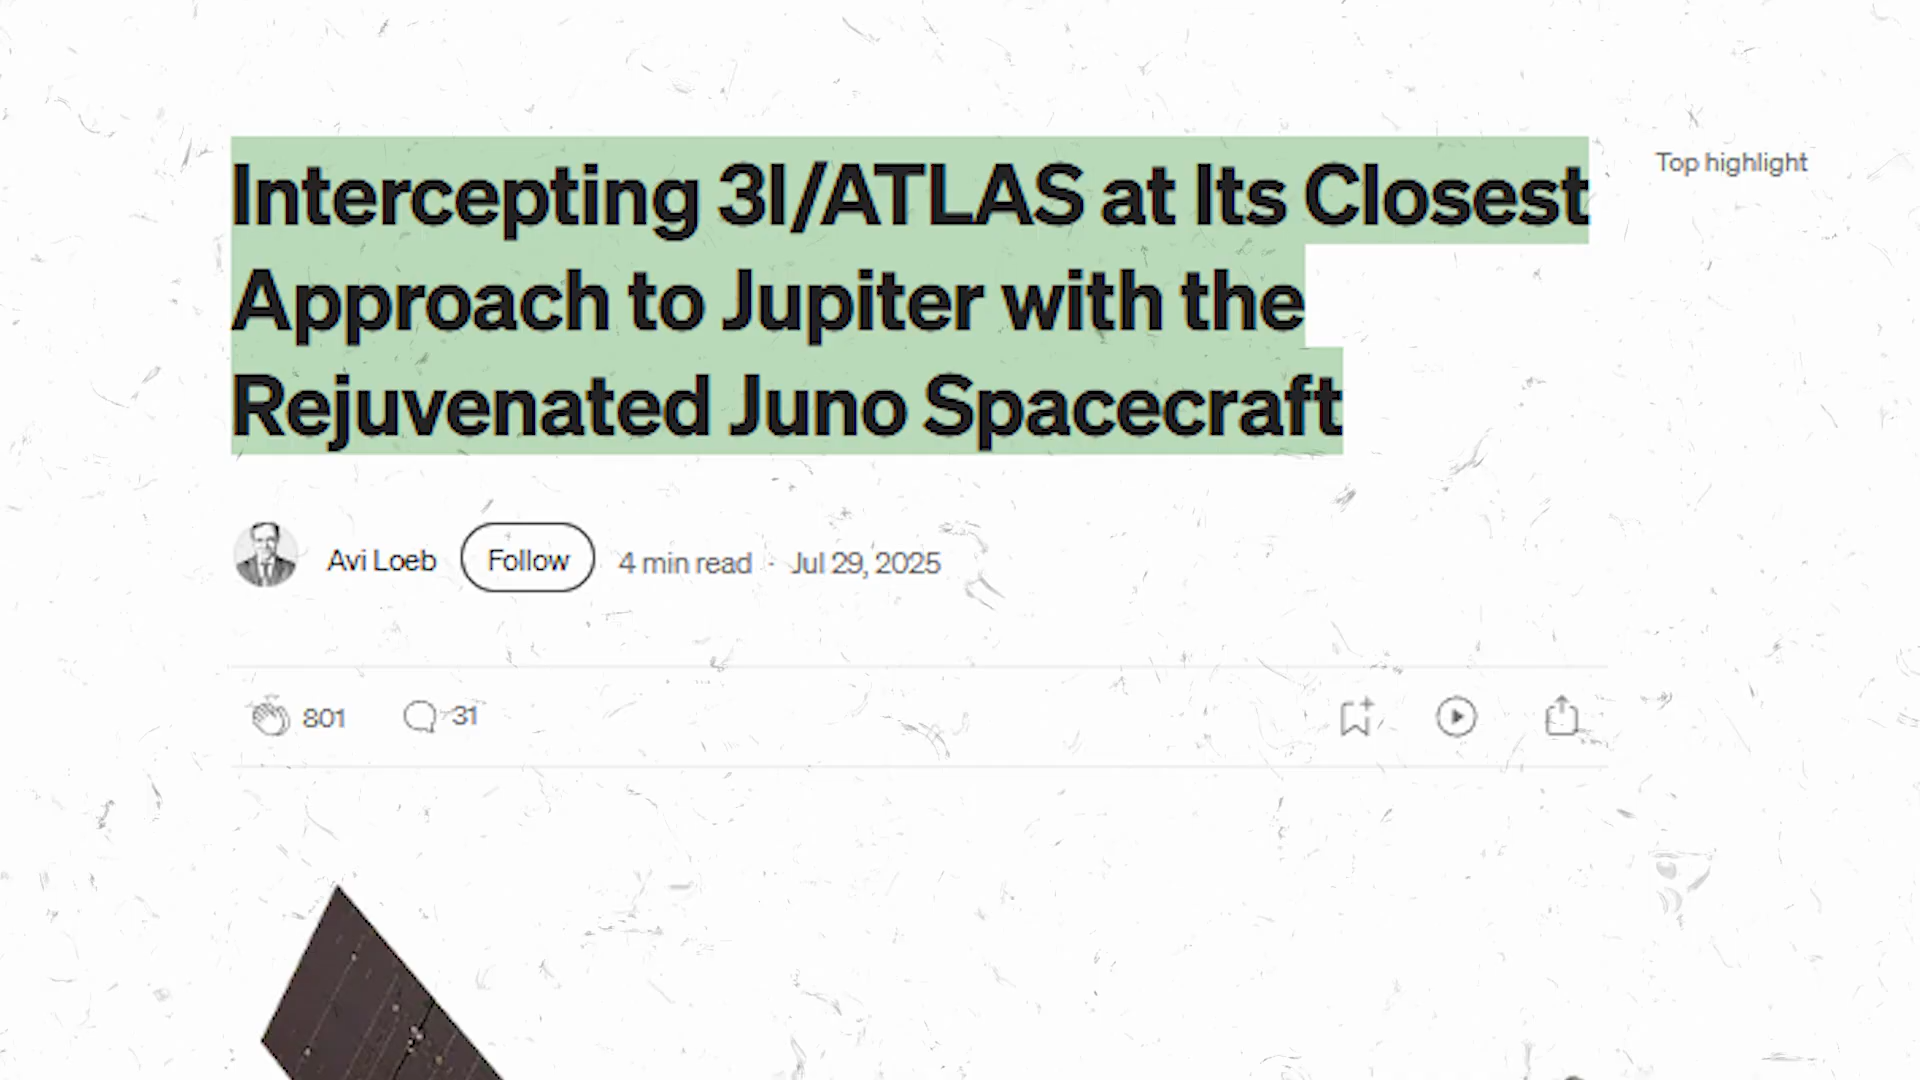 Intercepting 3I/ATLAS at Its Closest
Top highlight
Approach to Jupiter with the
Rejuvenated Juno Spacecraft
Avi Loeb Follow 4 min read · Jul 29, 2025
801 31